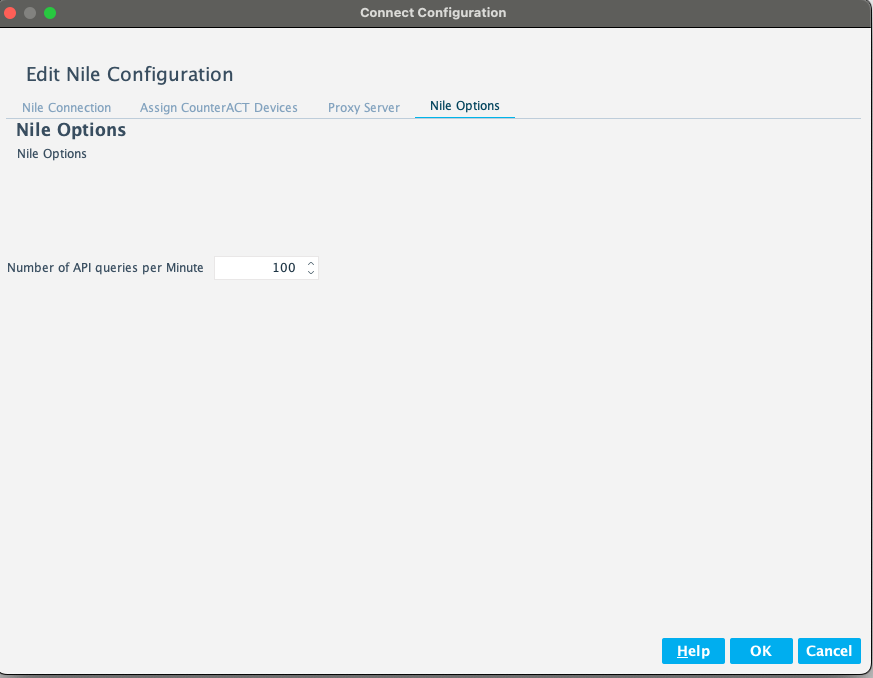 Connect Configuration
Edit Nile Configuration
Nile Connection Assign CounterACT Devices Proxy Server Nile Options
Nile Options
Nile Options
Number of API queries per Minute 100
Help OK Cancel